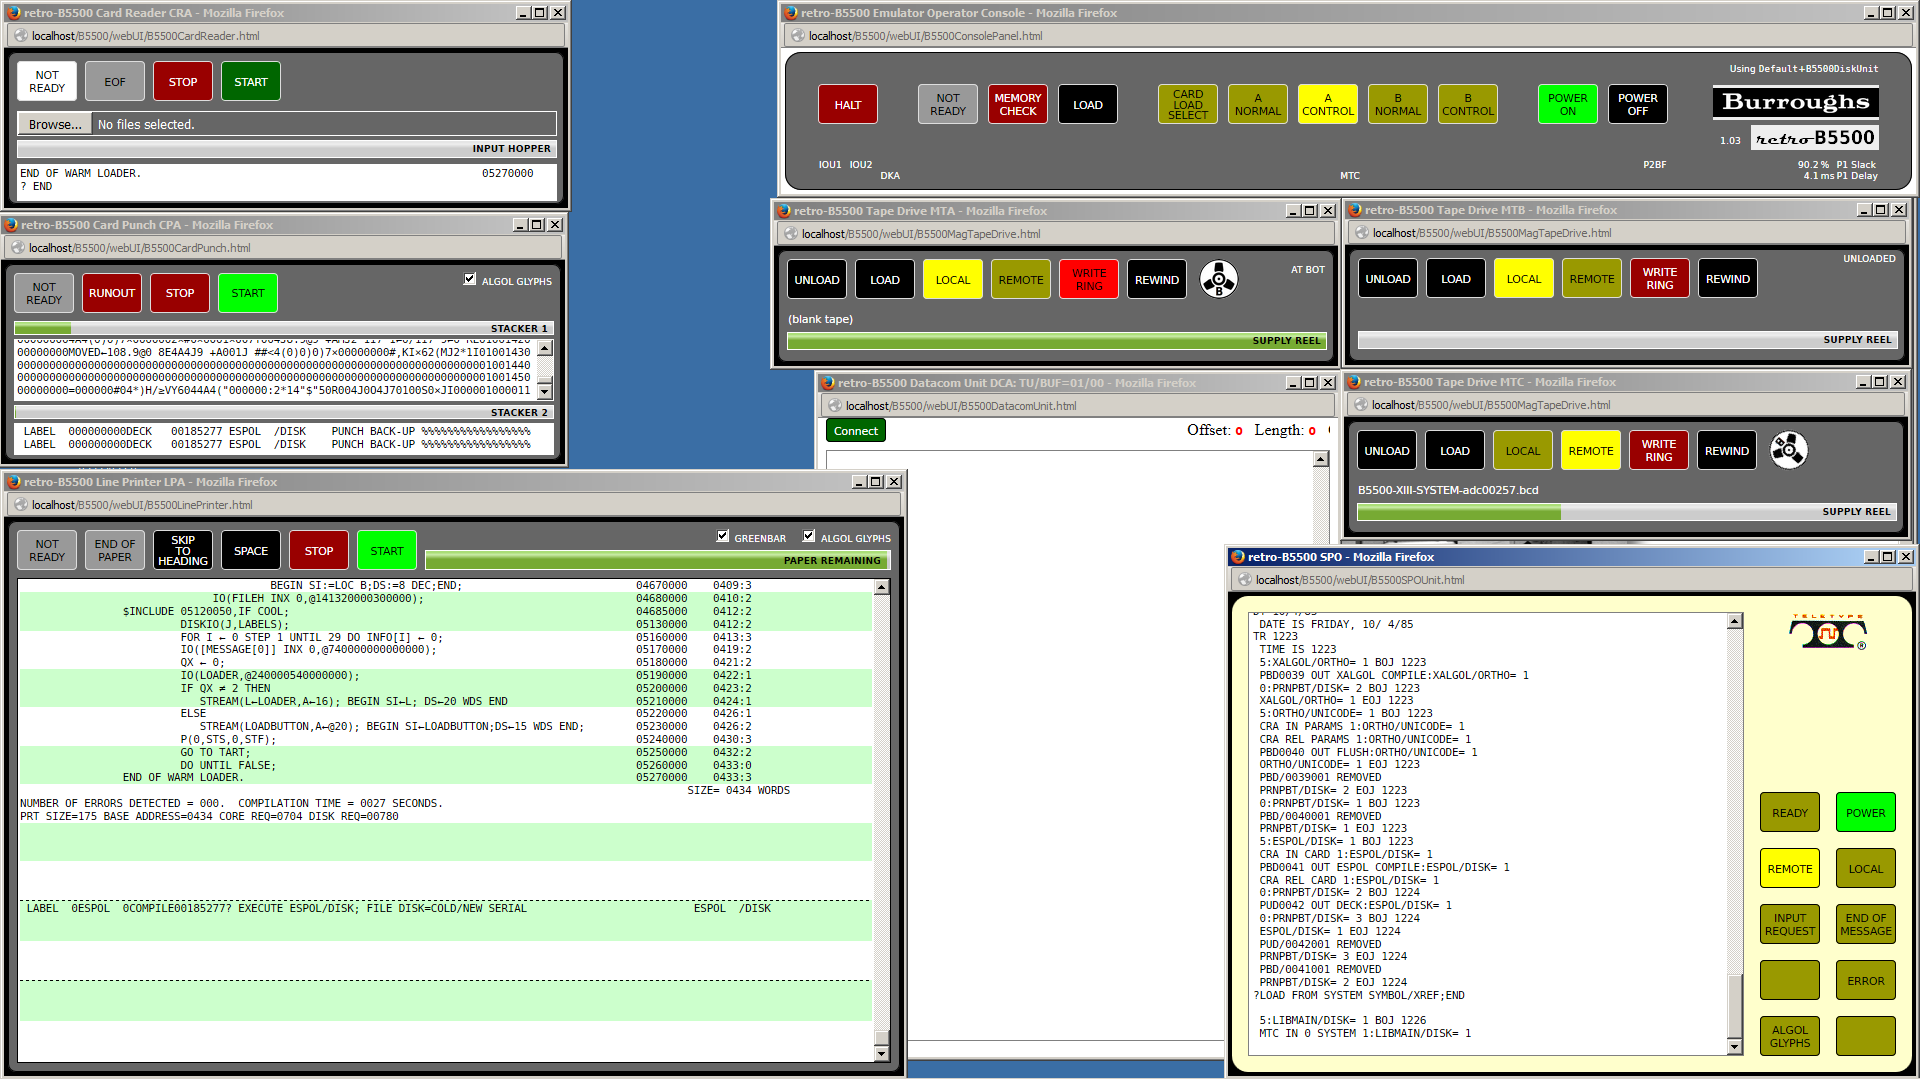 retro-B5500 Card Reader CRA - Mozilla Firefox
localhost/B5500/webUI/B5500CardReader.html
NOT READY
EOF
STOP
START
Browse... No files selected.
INPUT HOPPER
END OF WARM LOADER. 05270000
? END
retro-B5500 Card Punch CPA - Mozilla Firefox
localhost/B5500/webUI/B5500CardPunch.html
NOT READY
RUNOUT
STOP
START
ALGOL GLYPHS
STACKER 1
00000000MOVED←108.9@0 8E4A4J9 +A001J ##<4(0)0)0)7×00000000#,KI×62(MJ2*1I01001430
00000000000000000000000000000000000000000000000000000000000000000000000001001440
00000000000000000000000000000000000000000000000000000000000000000000000001001450
00000000=000000#04*)H/≥VY6044A4("000000:2*14"$"50R004J004J70100S0×JI000001000011
STACKER 2
LABEL 000000000DECK 00185277 ESPOL /DISK PUNCH BACK-UP %%%%%%%%%%%%%%%%%
LABEL 000000000DECK 00185277 ESPOL /DISK PUNCH BACK-UP %%%%%%%%%%%%%%%%%
retro-B5500 Line Printer LPA - Mozilla Firefox
localhost/B5500/webUI/B5500LinePrinter.html
NOT READY
END OF PAPER
SKIP TO HEADING
SPACE
STOP
START
GREENBAR
ALGOL GLYPHS
PAPER REMAINING
BEGIN SI:=LOC B;DS:=8 DEC;END; 04670000 0409:3
IO(FILEH INX 0,@141320000300000); 04680000 0410:2
$INCLUDE 05120050,IF COOL; 04685000 0412:2
DISKIO(J,LABELS); 05130000 0412:2
FOR I ← 0 STEP 1 UNTIL 29 DO INFO[I] ← 0; 05160000 0413:3
IO([MESSAGE[0]] INX 0,@740000000000000); 05170000 0419:2
QX ← 0; 05180000 0421:2
IO(LOADER,@240000540000000); 05190000 0422:1
IF QX ≠ 2 THEN 05200000 0423:2
STREAM(L←LOADER,A←16); BEGIN SI←L; DS←20 WDS END 05210000 0424:1
ELSE 05220000 0426:1
STREAM(LOADBUTTON,A←@20); BEGIN SI←LOADBUTTON;DS←15 WDS END; 05230000 0426:2
P(0,STS,0,STF); 05240000 0430:3
GO TO TART; 05250000 0432:2
DO UNTIL FALSE; 05260000 0433:0
END OF WARM LOADER. 05270000 0433:3
SIZE= 0434 WORDS
NUMBER OF ERRORS DETECTED = 000. COMPILATION TIME = 0027 SECONDS.
PRT SIZE=175 BASE ADDRESS=0434 CORE REQ=0704 DISK REQ=00780
LABEL 0ESPOL 0COMPILE00185277? EXECUTE ESPOL/DISK; FILE DISK=COLD/NEW SERIAL ESPOL /DISK
retro-B5500 Emulator Operator Console - Mozilla Firefox
localhost/B5500/webUI/B5500ConsolePanel.html
Using Default+B5500DiskUnit
HALT
NOT READY
MEMORY CHECK
LOAD
CARD LOAD SELECT
A NORMAL
A CONTROL
B NORMAL
B CONTROL
POWER ON
POWER OFF
Burroughs
1.03 retro-B5500
IOU1 IOU2 P2BF 90.2 % P1 Slack
DKA MTC 4.1 ms P1 Delay
retro-B5500 Tape Drive MTA - Mozilla Firefox
localhost/B5500/webUI/B5500MagTapeDrive.html
UNLOAD
LOAD
LOCAL
REMOTE
WRITE RING
REWIND
B
AT BOT
(blank tape)
SUPPLY REEL
retro-B5500 Tape Drive MTB - Mozilla Firefox
localhost/B5500/webUI/B5500MagTapeDrive.html
UNLOADED
UNLOAD
LOAD
LOCAL
REMOTE
WRITE RING
REWIND
SUPPLY REEL
retro-B5500 Datacom Unit DCA: TU/BUF=01/00 - Mozilla Firefox
localhost/B5500/webUI/B5500DatacomUnit.html
Connect
Offset: 0 Length: 0
retro-B5500 Tape Drive MTC - Mozilla Firefox
localhost/B5500/webUI/B5500MagTapeDrive.html
UNLOAD
LOAD
LOCAL
REMOTE
WRITE RING
REWIND
B
B5500-XIII-SYSTEM-adc00257.bcd
SUPPLY REEL
retro-B5500 SPO - Mozilla Firefox
localhost/B5500/webUI/B5500SPOUnit.html
TELETYPE
DATE IS FRIDAY, 10/ 4/85
TR 1223
TIME IS 1223
5:XALGOL/ORTHO= 1 BOJ 1223
PBD0039 OUT XALGOL COMPILE:XALGOL/ORTHO= 1
0:PRNPBT/DISK= 2 BOJ 1223
XALGOL/ORTHO= 1 EOJ 1223
5:ORTHO/UNICODE= 1 BOJ 1223
CRA IN PARAMS 1:ORTHO/UNICODE= 1
CRA REL PARAMS 1:ORTHO/UNICODE= 1
PBD0040 OUT FLUSH:ORTHO/UNICODE= 1
ORTHO/UNICODE= 1 EOJ 1223
PBD/0039001 REMOVED
PRNPBT/DISK= 2 EOJ 1223
0:PRNPBT/DISK= 1 BOJ 1223
PBD/0040001 REMOVED
PRNPBT/DISK= 1 EOJ 1223
5:ESPOL/DISK= 1 BOJ 1223
CRA IN CARD 1:ESPOL/DISK= 1
PBD0041 OUT ESPOL COMPILE:ESPOL/DISK= 1
CRA REL CARD 1:ESPOL/DISK= 1
0:PRNPBT/DISK= 2 BOJ 1224
PUD0042 OUT DECK:ESPOL/DISK= 1
0:PRNPBT/DISK= 3 BOJ 1224
ESPOL/DISK= 1 EOJ 1224
PUD/0042001 REMOVED
PRNPBT/DISK= 3 EOJ 1224
PBD/0041001 REMOVED
PRNPBT/DISK= 2 EOJ 1224
?LOAD FROM SYSTEM SYMBOL/XREF;END
5:LIBMAIN/DISK= 1 BOJ 1226
MTC IN 0 SYSTEM 1:LIBMAIN/DISK= 1
READY
POWER
REMOTE
LOCAL
INPUT REQUEST
END OF MESSAGE
ERROR
ALGOL GLYPHS